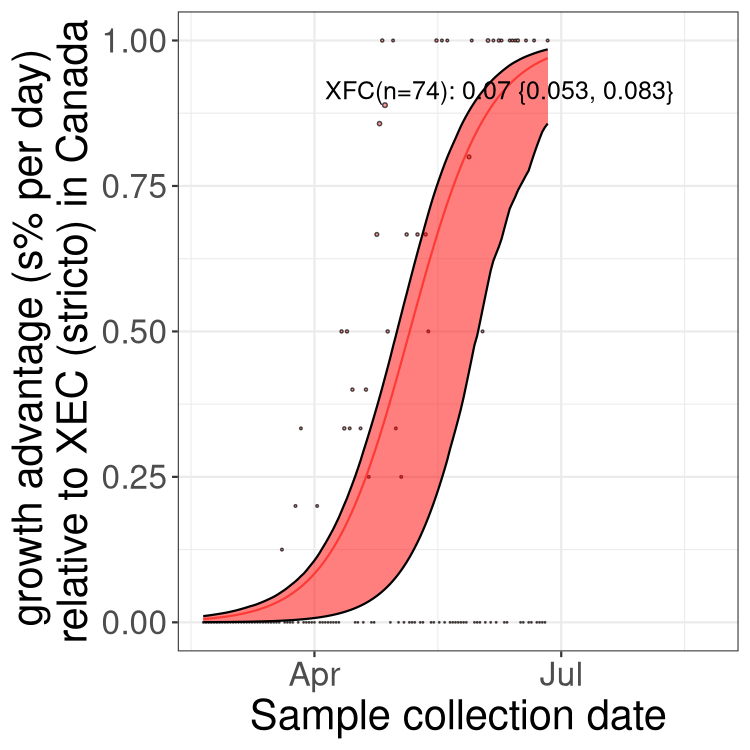 growth advantage (s% per day)
relative to XEC (stricto) in Canada
1.00
0.75
0.50
0.25
0.00
XFC(n=74): 0.07 {0.053, 0.083}
Apr
Jul
Sample collection date